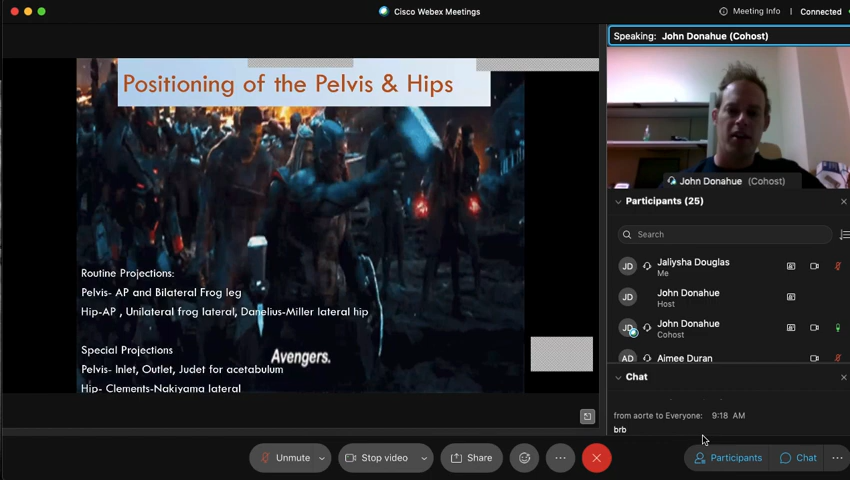 Cisco Webex Meetings
Meeting Info
Connected
Speaking: John Donahue (Cohost)
Positioning of the Pelvis & Hips
Routine Projections:
Pelvis- AP and Bilateral Frog leg
Hip-AP , Unilateral frog lateral, Danelius-Miller lateral hip
Special Projections
Pelvis- Inlet, Outlet, Judet for acetabulum
Hip- Clements-Nakiyama lateral
Avengers.
John Donahue (Cohost)
Participants (25)
Search
JD
Jaliysha Douglas
Me
JD
John Donahue
Host
JD
John Donahue
Cohost
AD
Aimee Duran
Chat
from aorte to Everyone: 9:18 AM
brb
Unmute
Stop video
Share
Participants
Chat